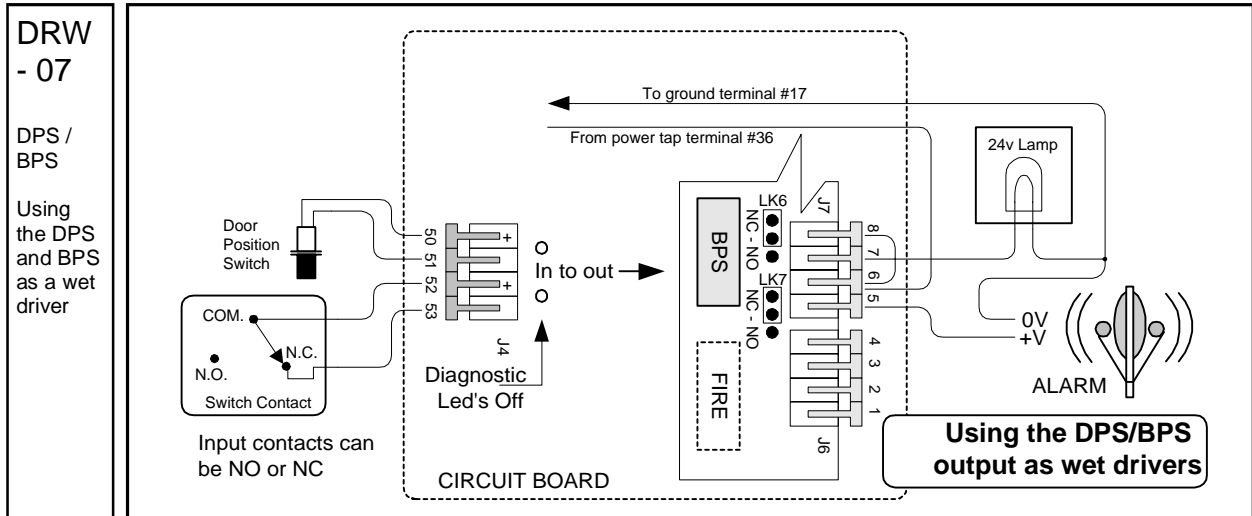 DRW
- 07
DPS /
BPS
Using
the DPS
and BPS
as a wet
driver
To ground terminal #17
From power tap terminal #36
24v Lamp
Door
Position
Switch
50
51
52
53
+
+
J4
In to out
Diagnostic
Led's Off
COM.
N.C.
N.O.
Switch Contact
Input contacts can
be NO or NC
CIRCUIT BOARD
BPS
LK6
NC - NO
LK7
NC - NO
FIRE
J7
8
7
6
5
4
3
2
1
J6
0V
+V
ALARM
Using the DPS/BPS
output as wet drivers